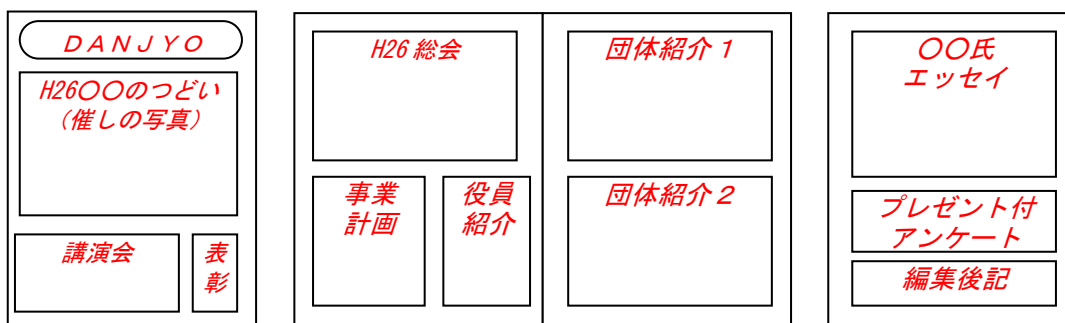 ＤＡＮＪＹＯ
H26〇〇のつどい
（催しの写真）
講演会
表
彰
H26 総会
事業
計画
役員
紹介
団体紹介１
団体紹介２
〇〇氏
エッセイ
プレゼント付
アンケート
編集後記